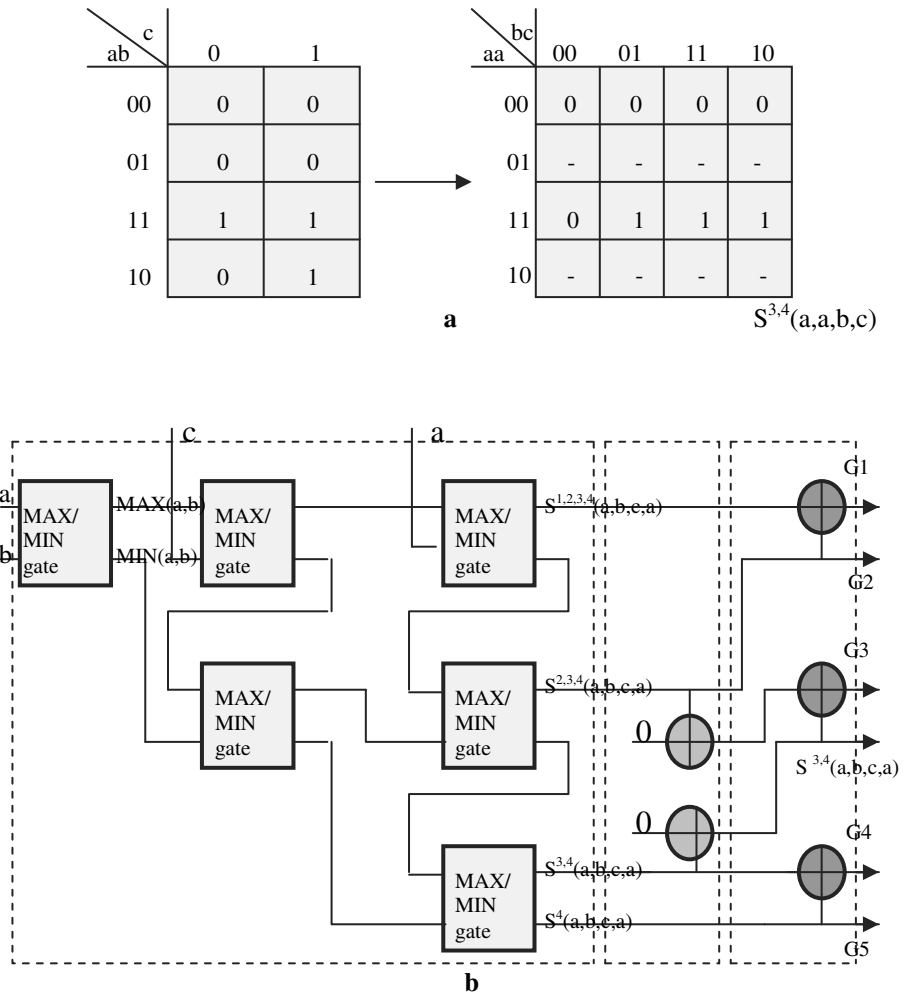 c bc
ab 0 1 aa 00 01 11 10
00 0 0 00 0 0 0 0
01 0 0 01 - - - -
11 1 1 11 0 1 1 1
10 0 1 10 - - - -
a S^{3,4}(a,a,b,c)
c a
G1
a MAX/ MIN gate MAX(a,b) MAX/ MIN gate MAX/ MIN gate S^{1,2,3,4}(a,b,c,a)
b MIN(a,b)
G2
G3
MAX/ MIN gate MAX/ MIN gate S^{2,3,4}(a,b,c,a)
0
S^{3,4}(a,b,c,a)
0 G4
MAX/ MIN gate S^{3,4}(a,b,c,a)
S^{4}(a,b,c,a)
G5
b